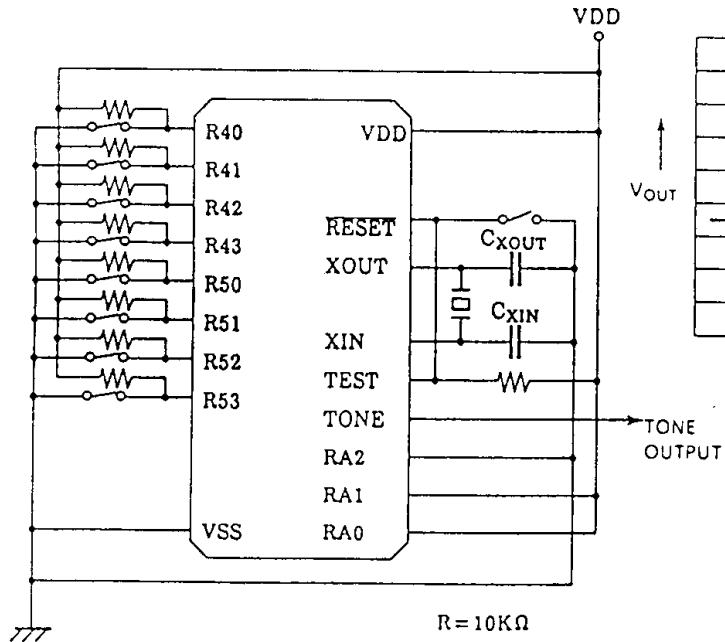 VDD
R40
VDD
R41
R42
R43
R50
R51
R52
R53
VSS
RESET
XOUT
CXOUT
XIN
CXIN
TEST
TONE
RA2
RA1
RA0
VOUT
TONE
OUTPUT
R=10KΩ